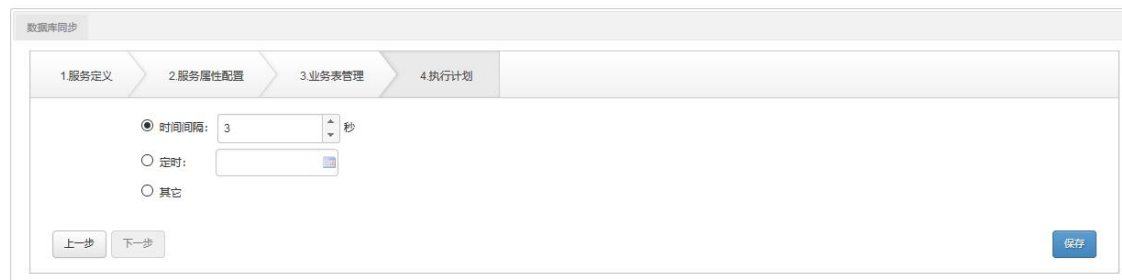 数据库同步
1.服务定义 2.服务属性配置 3.业务表管理 4.执行计划
时间间隔: 3 秒
定时:
其它
上一步 下一步 保存